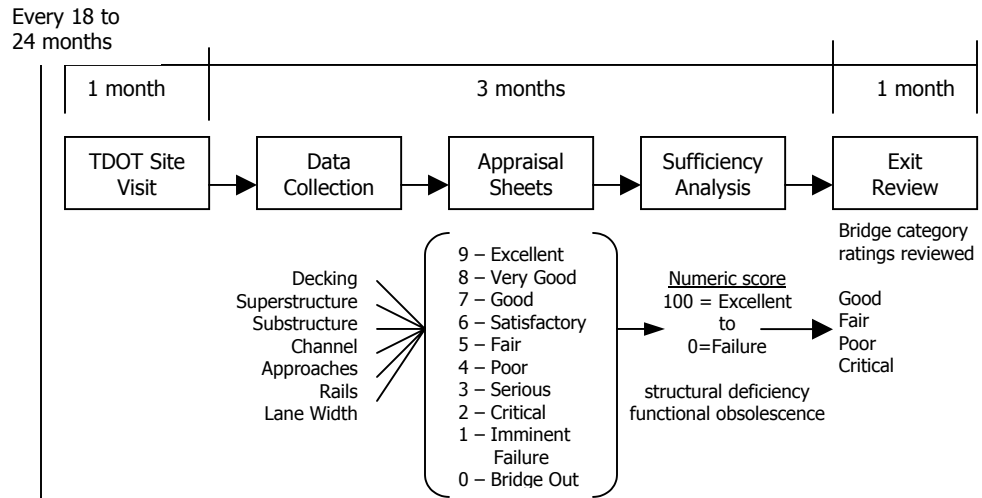 Every 18 to
24 months
1 month
3 months
1 month
TDOT Site
Visit
Data
Collection
Appraisal
Sheets
Sufficiency
Analysis
Exit
Review
Bridge category
ratings reviewed
Decking
Superstructure
Substructure
Channel
Approaches
Rails
Lane Width
9 – Excellent
8 – Very Good
7 – Good
6 – Satisfactory
5 – Fair
4 – Poor
3 – Serious
2 – Critical
1 – Imminent
Failure
0 – Bridge Out
Numeric score
100 = Excellent
to
0=Failure
structural deficiency
functional obsolescence
Good
Fair
Poor
Critical